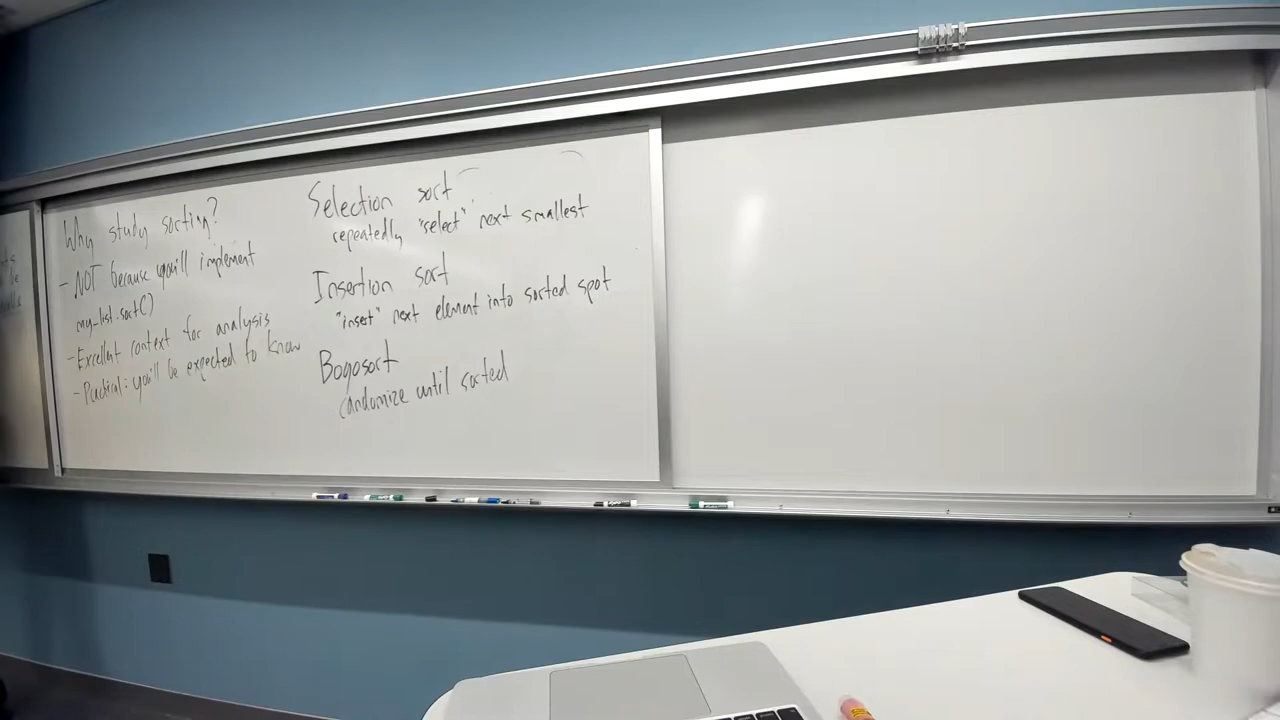 Why study sorting?
- NOT because you'll implement
my_list.sort()
- Excellent context for analysis
- Practical: you'll be expected to know
Selection sort
repeatedly "select" next smallest
Insertion sort
"insert" next element into sorted spot
Bogosort
randomize until sorted